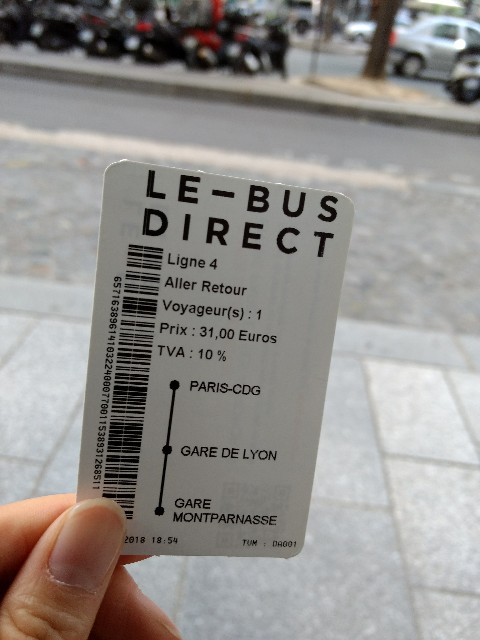 LE-BUS
DIRECT
Ligne 4
Aller Retour
Voyageur(s) : 1
Prix : 31,00 Euros
TVA : 10 %
PARIS-CDG
GARE DE LYON
GARE
MONTPARNASSE
2018 18:54
TVM : DA001